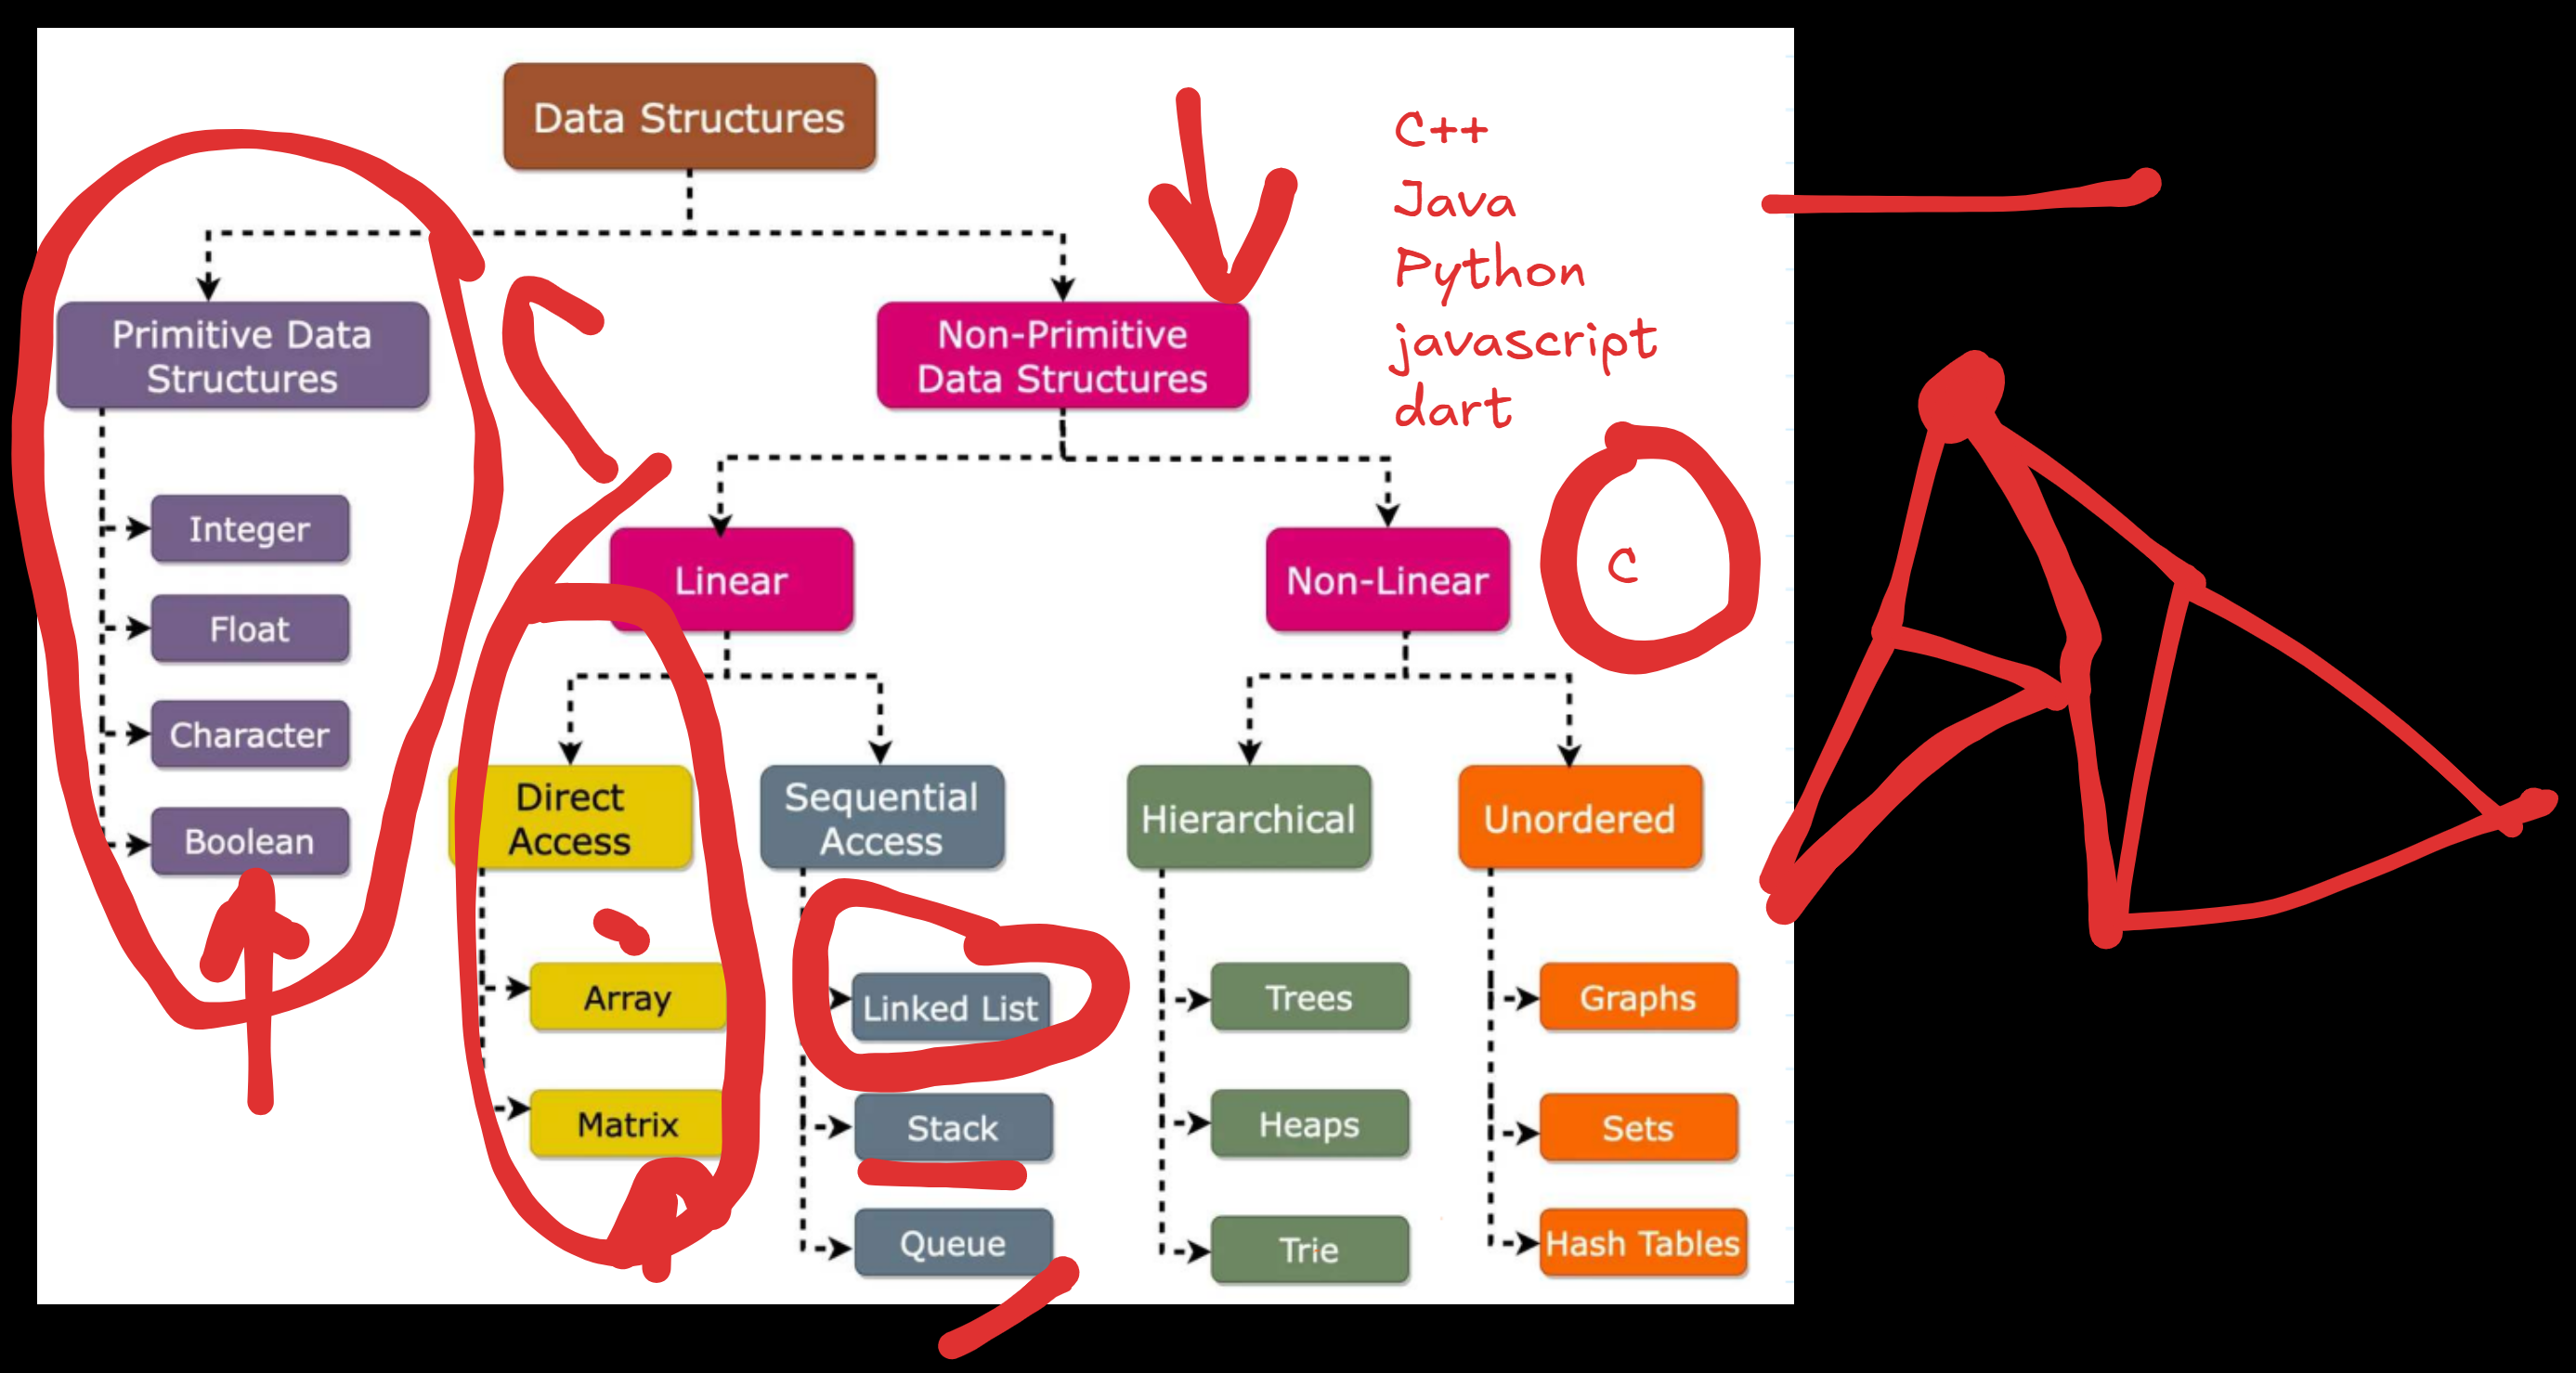 Data Structures
C++
Java
Python
javascript
dart
Primitive Data
Structures
Non-Primitive
Data Structures
Integer
Float
Character
Boolean
Linear
Non-Linear
C
Direct
Access
Sequential
Access
Hierarchical
Unordered
Array
Matrix
Linked List
Stack
Queue
Trees
Heaps
Trie
Graphs
Sets
Hash Tables